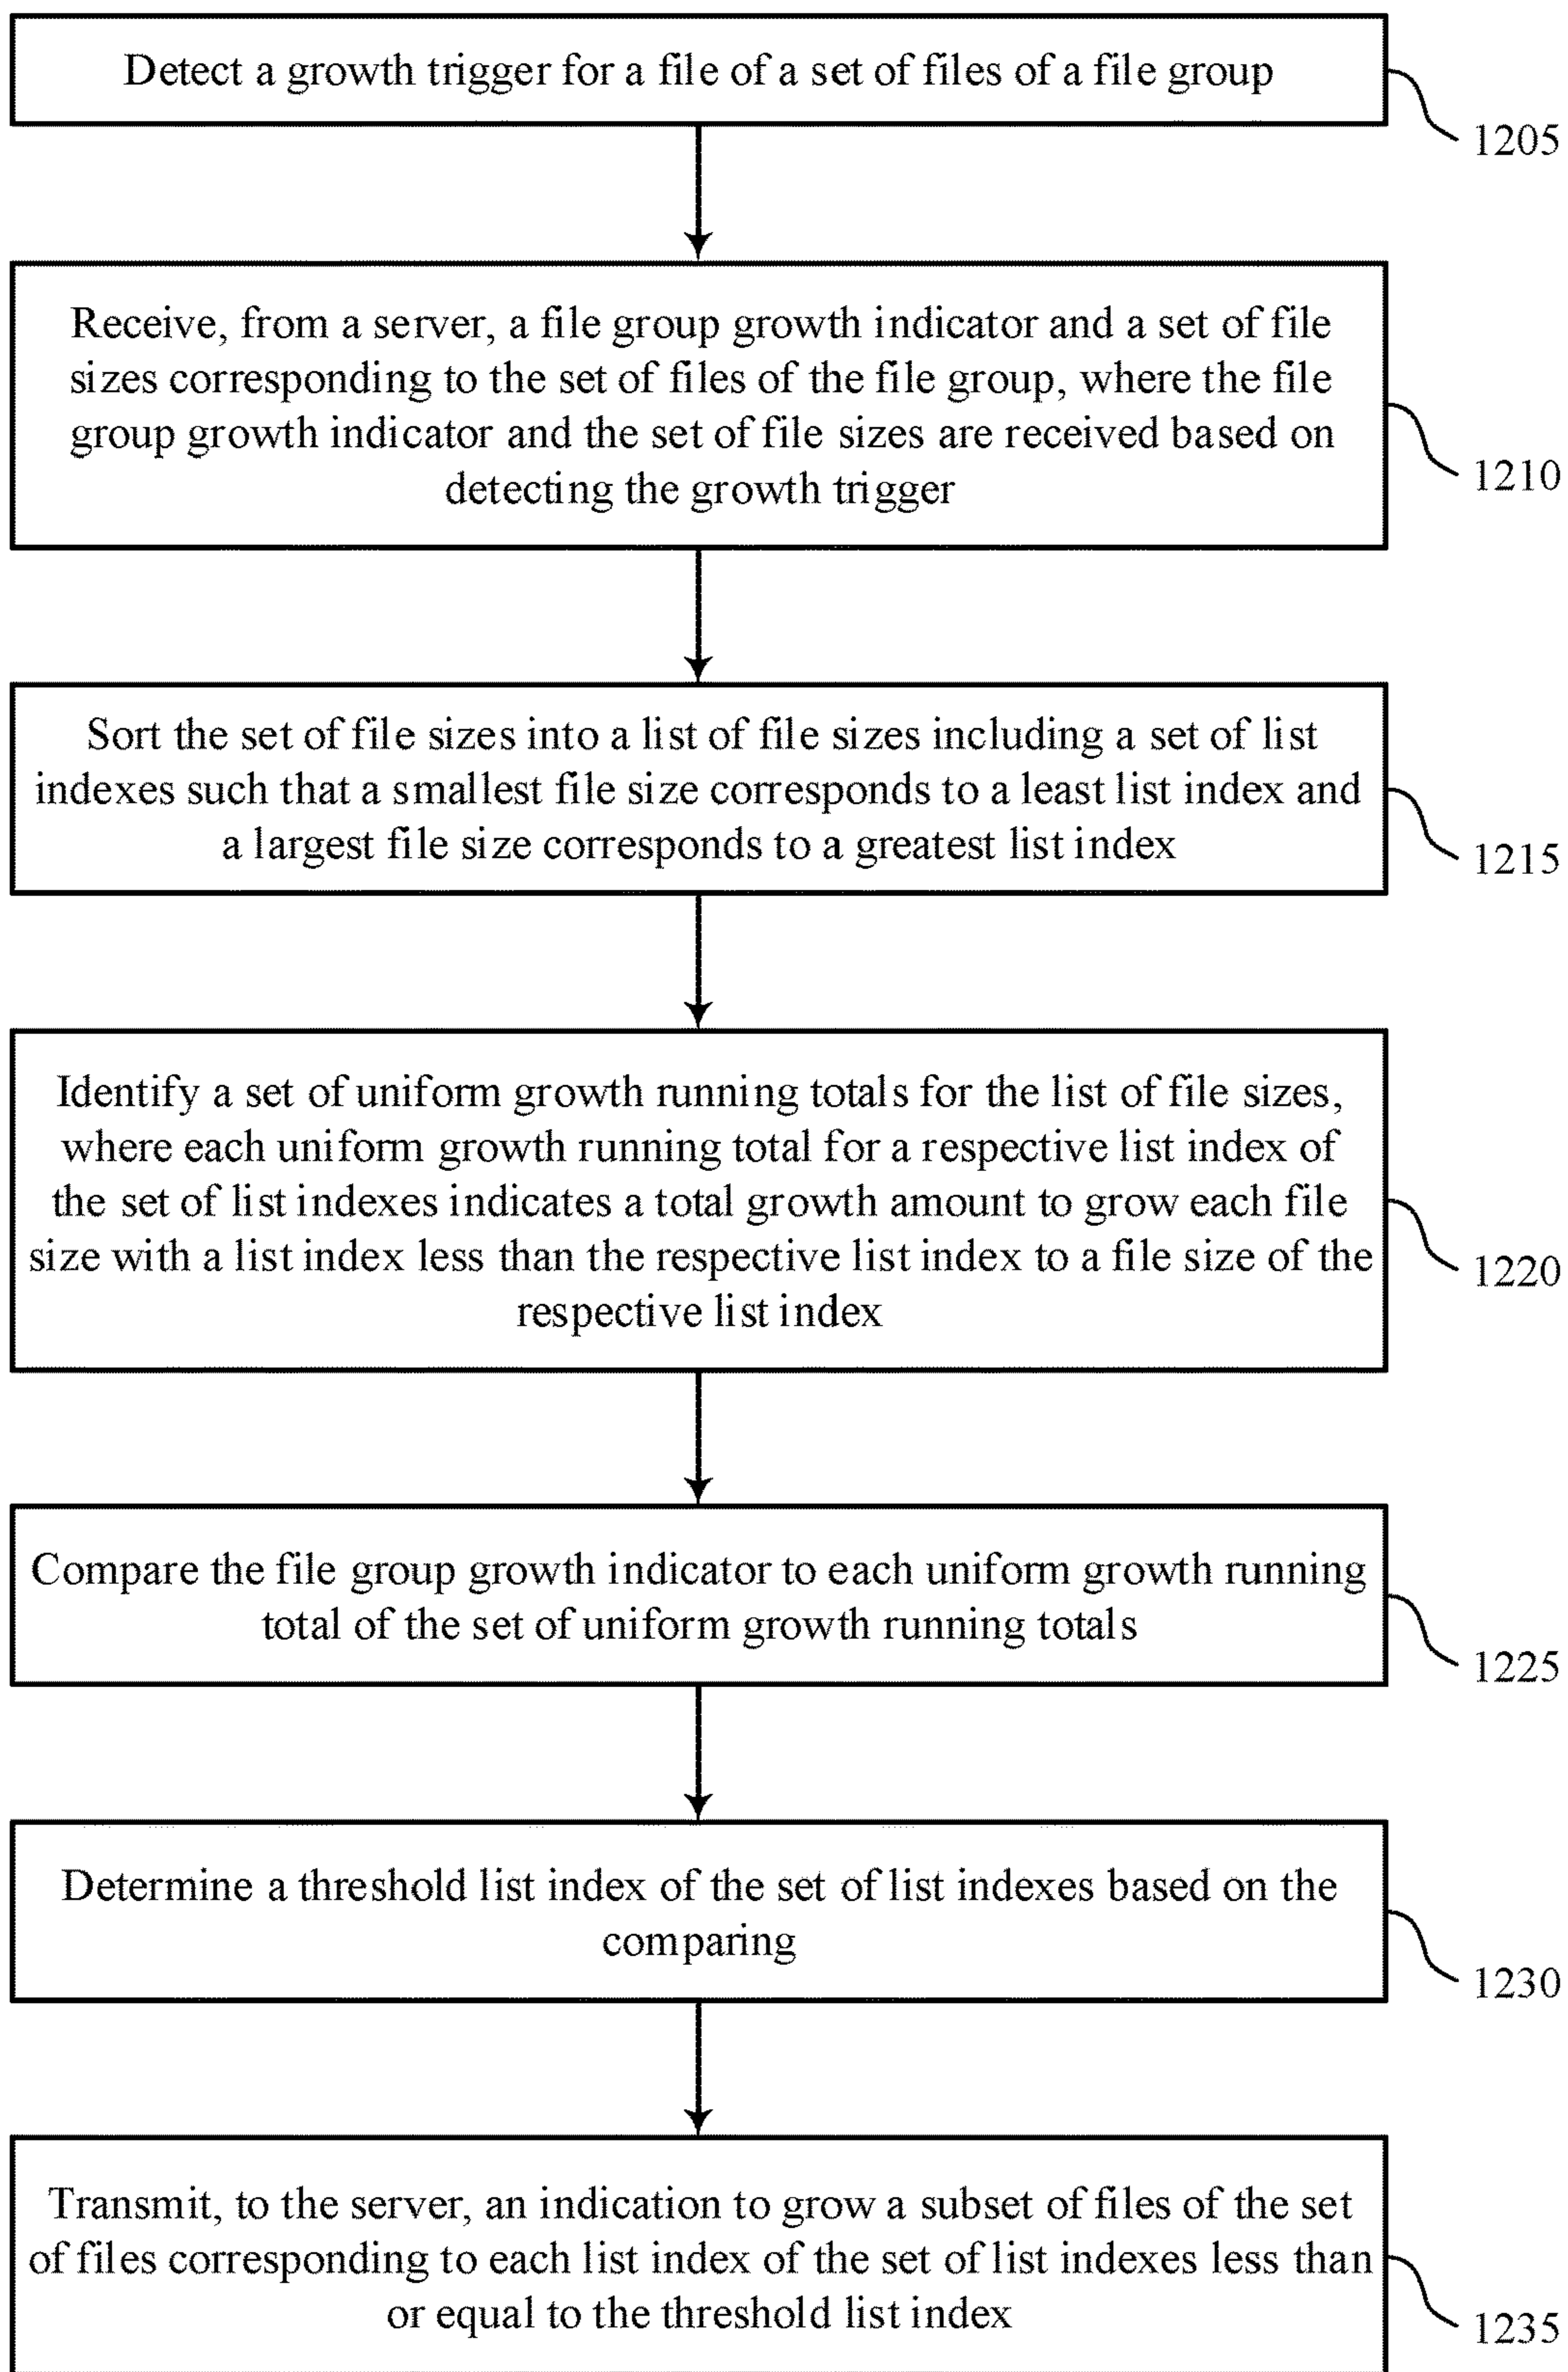 Detect a growth trigger for a file of a set of files of a file group
1205
Receive, from a server, a file group growth indicator and a set of file
sizes corresponding to the set of files of the file group, where the file
group growth indicator and the set of file sizes are received based on
detecting the growth trigger
1210
Sort the set of file sizes into a list of file sizes including a set of list
indexes such that a smallest file size corresponds to a least list index and
a largest file size corresponds to a greatest list index
1215
Identify a set of uniform growth running totals for the list of file sizes,
where each uniform growth running total for a respective list index of
the set of list indexes indicates a total growth amount to grow each file
size with a list index less than the respective list index to a file size of the
respective list index
1220
Compare the file group growth indicator to each uniform growth running
total of the set of uniform growth running totals
1225
Determine a threshold list index of the set of list indexes based on the
comparing
1230
Transmit, to the server, an indication to grow a subset of files of the set
of files corresponding to each list index of the set of list indexes less than
or equal to the threshold list index
1235